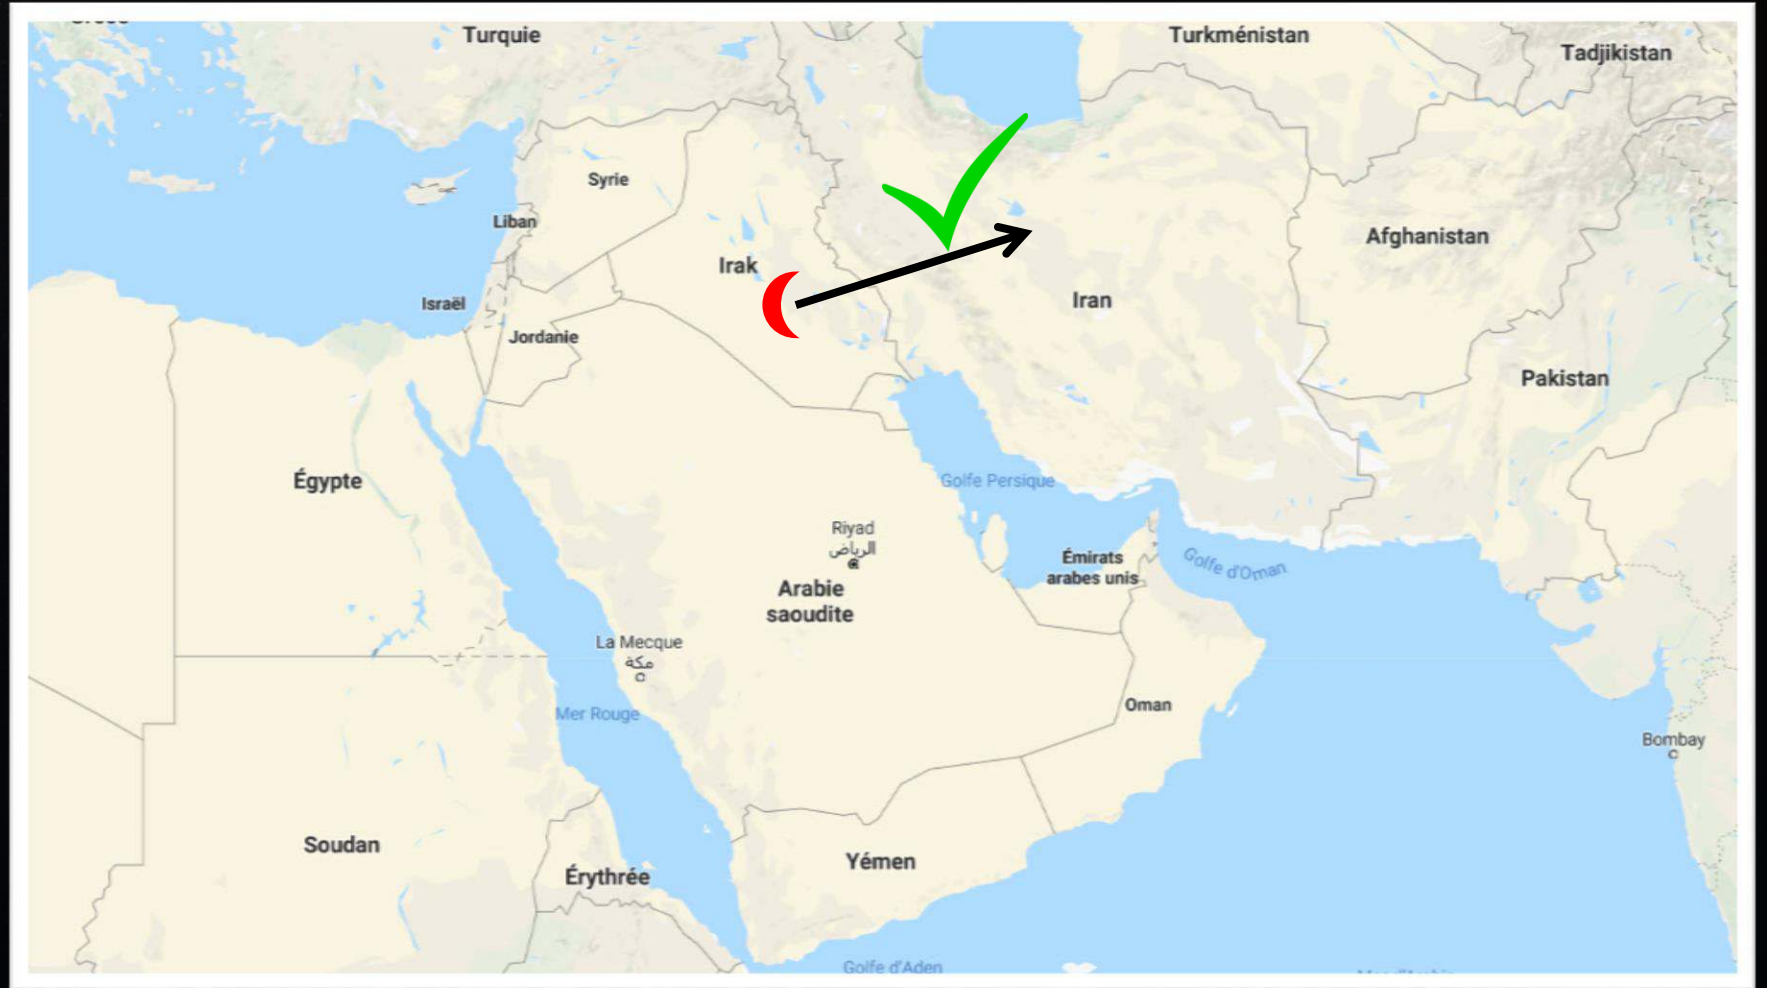 Turquie
Turkménistan
Tadjikistan
Syrie
Liban
Irak
Afghanistan
Israël
Iran
Jordanie
Pakistan
Égypte
Golfe Persique
Riyad
الرياض
Émirats
arabes unis
Golfe d'Oman
Arabie
saoudite
La Mecque
مكة
Oman
Mer Rouge
Bombay
Soudan
Yémen
Érythrée
Golfe d'Aden